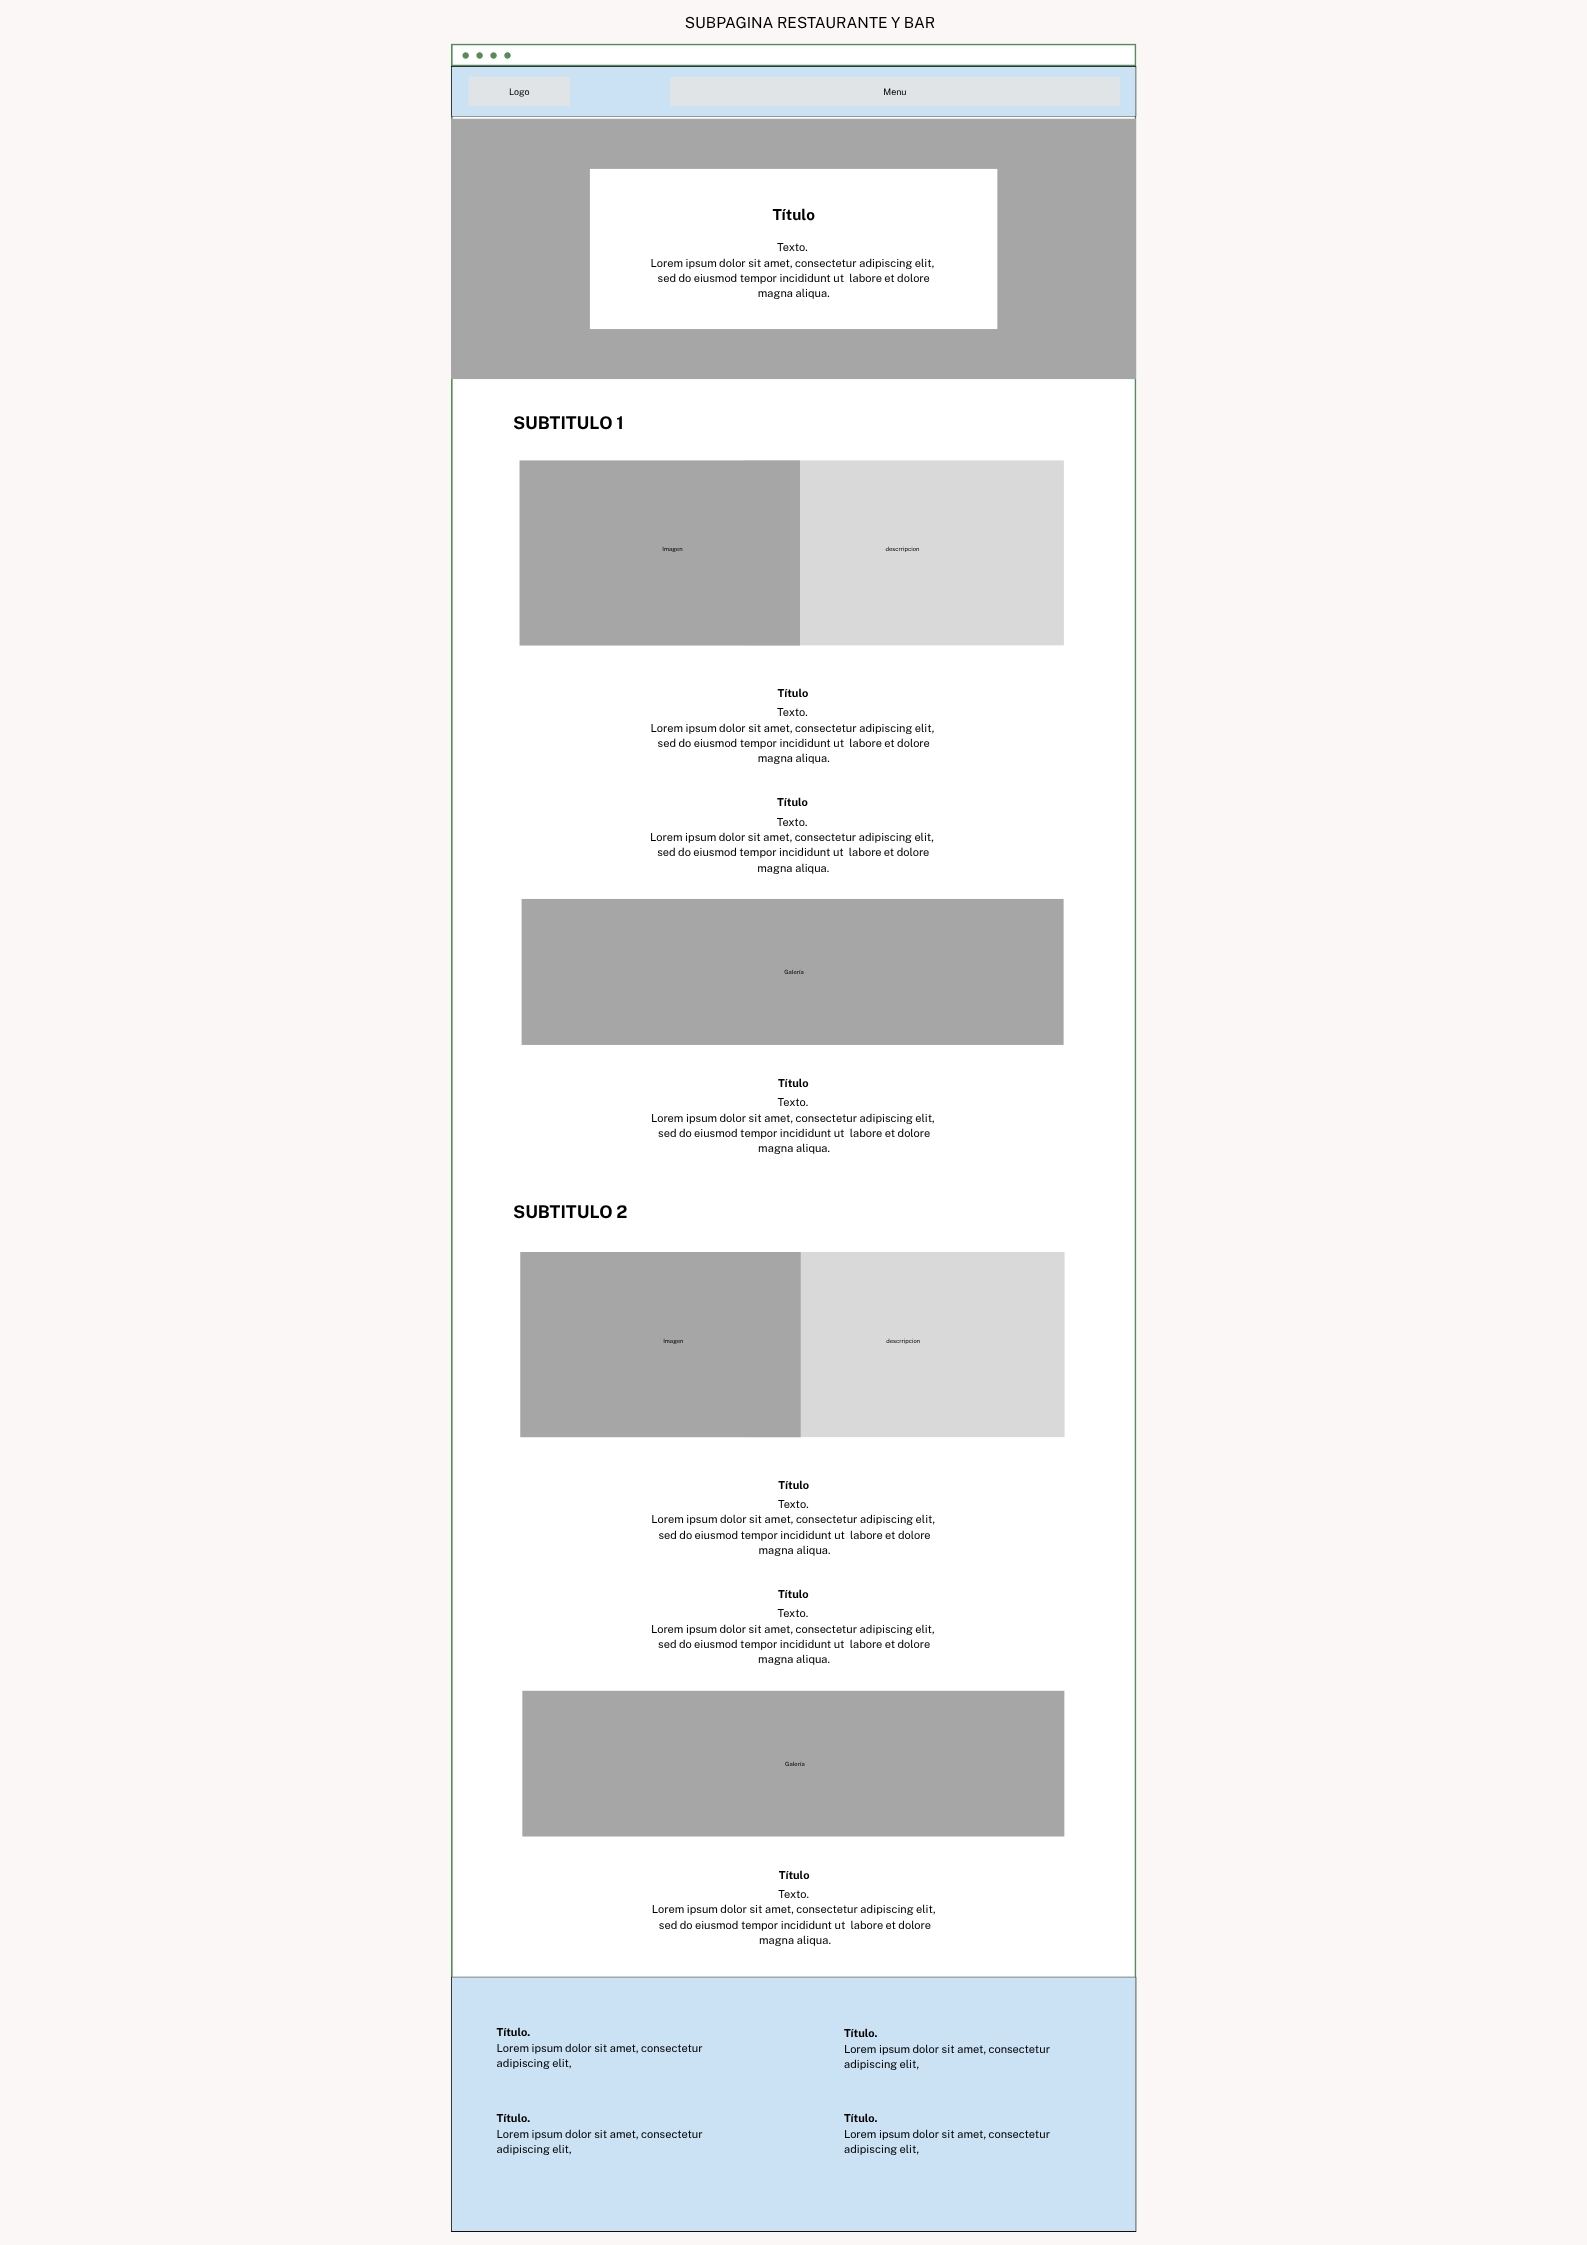 SUBPAGINA RESTAURANTE Y BAR
Logo
Menu
Título
Texto.
Lorem ipsum dolor sit amet, consectetur adipiscing elit,
sed do eiusmod tempor incididunt ut  labore et dolore
magna aliqua.
SUBTITULO 1
Imagen
descrripcion
Título
Texto.
Lorem ipsum dolor sit amet, consectetur adipiscing elit,
sed do eiusmod tempor incididunt ut  labore et dolore
magna aliqua.
Título
Texto.
Lorem ipsum dolor sit amet, consectetur adipiscing elit,
sed do eiusmod tempor incididunt ut  labore et dolore
magna aliqua.
Galería
Título
Texto.
Lorem ipsum dolor sit amet, consectetur adipiscing elit,
sed do eiusmod tempor incididunt ut  labore et dolore
magna aliqua.
SUBTITULO 2
Imagen
descrripcion
Título
Texto.
Lorem ipsum dolor sit amet, consectetur adipiscing elit,
sed do eiusmod tempor incididunt ut  labore et dolore
magna aliqua.
Título
Texto.
Lorem ipsum dolor sit amet, consectetur adipiscing elit,
sed do eiusmod tempor incididunt ut  labore et dolore
magna aliqua.
Galería
Título
Texto.
Lorem ipsum dolor sit amet, consectetur adipiscing elit,
sed do eiusmod tempor incididunt ut  labore et dolore
magna aliqua.
Título.
Lorem ipsum dolor sit amet, consectetur
adipiscing elit,
Título.
Lorem ipsum dolor sit amet, consectetur
adipiscing elit,
Título.
Lorem ipsum dolor sit amet, consectetur
adipiscing elit,
Título.
Lorem ipsum dolor sit amet, consectetur
adipiscing elit,